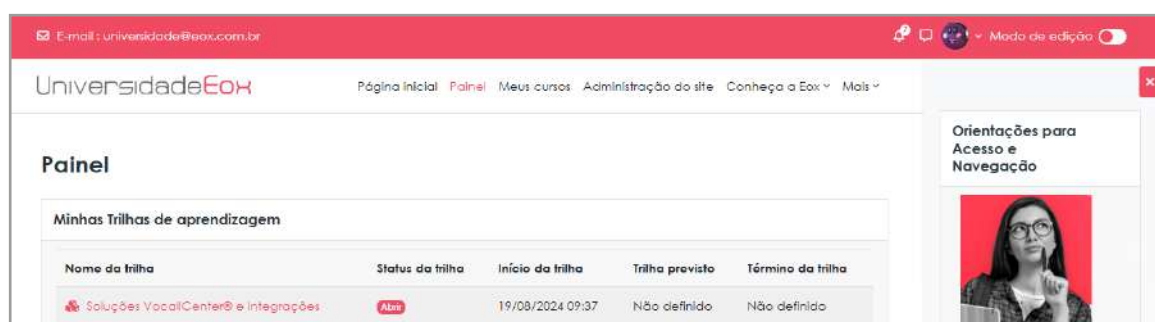 E-mail : universidade@eox.com.br
Modo de edição
UniversidadeEox
Página inicial Painel Meus cursos Administração do site Conheça a Eox Mais
Painel
Minhas Trilhas de aprendizagem
Nome da trilha Status da trilha Início da trilha Trilha previsto Término da trilha
Soluções VocallCenter® e integrações Abrir 19/08/2024 09:37 Não definido Não definido
Orientações para
Acesso e
Navegação